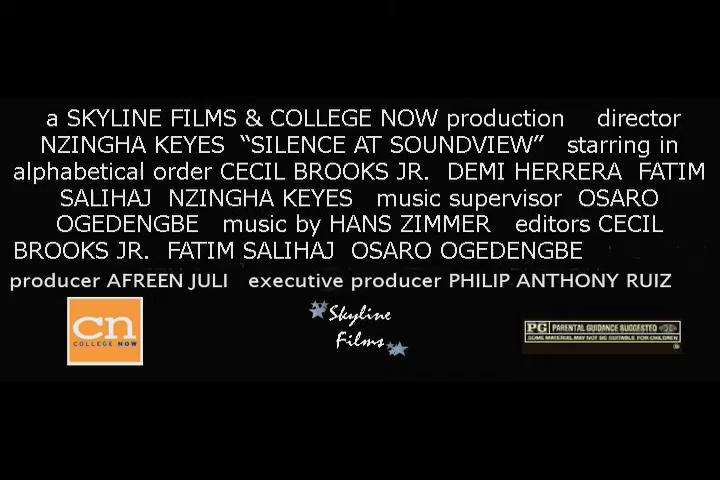 a SKYLINE FILMS & COLLEGE NOW production director
NZINGHA KEYES “SILENCE AT SOUNDVIEW” starring in
alphabetical order CECIL BROOKS JR. DEMI HERRERA FATIM
SALIHAJ NZINGHA KEYES music supervisor OSARO
OGEDENGBE music by HANS ZIMMER editors CECIL
BROOKS JR. FATIM SALIHAJ OSARO OGEDENGBE
producer AFREEN JULI executive producer PHILIP ANTHONY RUIZ
cn
COLLEGE NOW
Skyline
Films
PG PARENTAL GUIDANCE SUGGESTED
SOME MATERIAL MAY NOT BE SUITABLE FOR CHILDREN
®